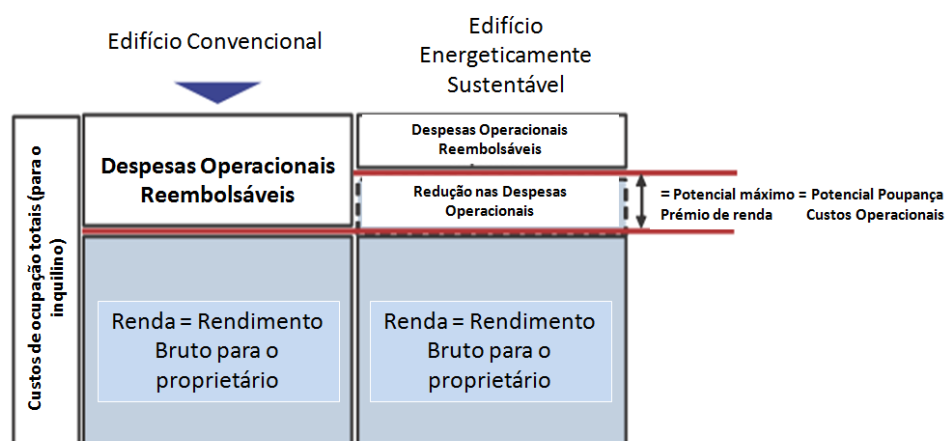 Edifício Convencional
Edifício
Energeticamente
Sustentável
Custos de ocupação totais (para o
inquilino)
Despesas Operacionais
Reembolsáveis
Despesas Operacionais
Reembolsáveis
Redução nas Despesas
Operacionais
= Potencial máximo = Potencial Poupança
Prémio de renda Custos Operacionais
Renda = Rendimento
Bruto para o
proprietário
Renda = Rendimento
Bruto para o
proprietário